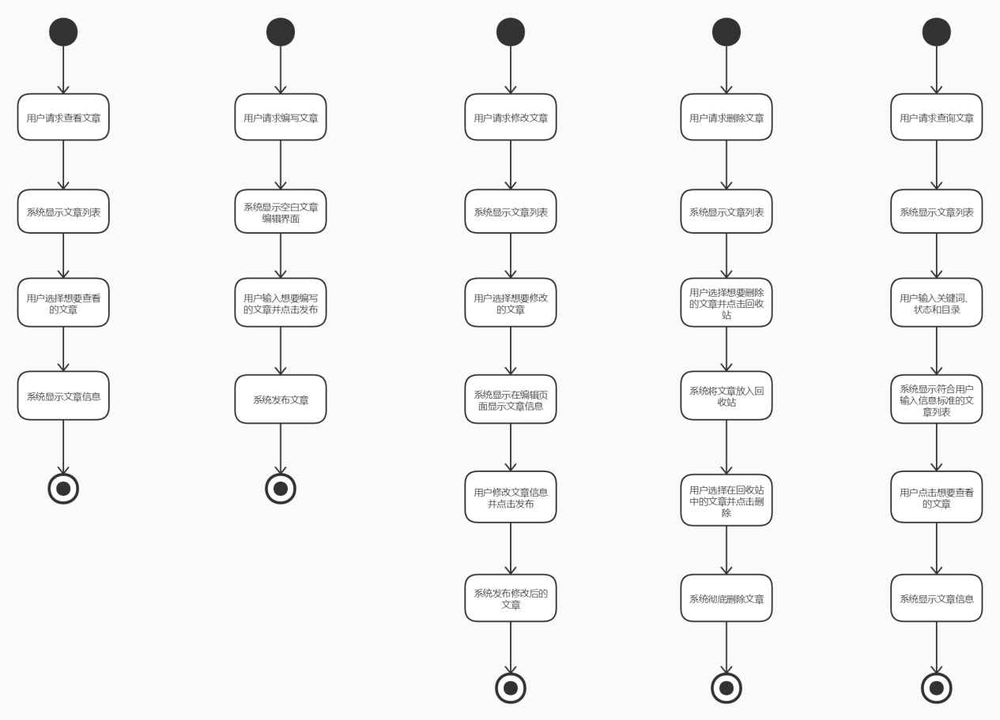 用户请求查看文章
系统显示文章列表
用户选择想要查看
的文章
系统显示文章信息
用户请求编写文章
系统显示空白文章
编辑界面
用户输入想要编写
的文章并点击发布
系统发布文章
用户请求修改文章
系统显示文章列表
用户选择想要修改
的文章
系统显示在编辑页
面显示文章信息
用户修改文章信息
并点击发布
系统发布修改后的
文章
用户请求删除文章
系统显示文章列表
用户选择想要删除
的文章并点击回收
站
系统将文章放入回
收站
用户选择在回收站
中的文章并点击删
除
系统彻底删除文章
用户请求查询文章
系统显示文章列表
用户输入关键词、
状态和目录
系统显示符合用户
输入信息标准的文
章列表
用户点击想要查看
的文章
系统显示文章信息